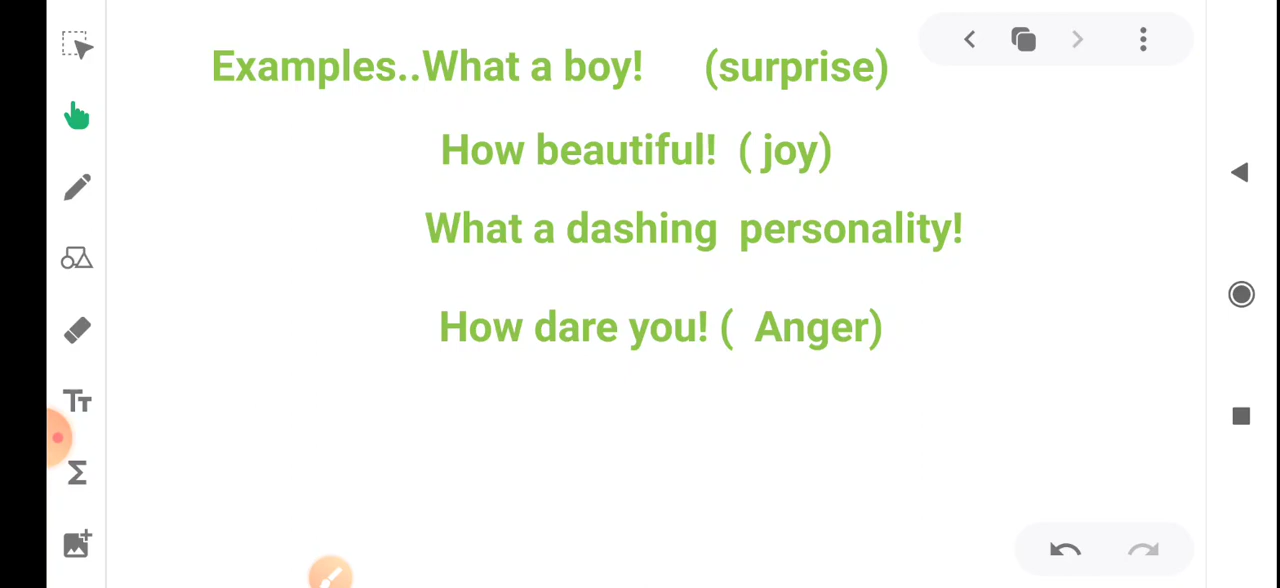 Examples..What a boy! (surprise)
How beautiful! ( joy)
What a dashing personality!
How dare you! ( Anger)